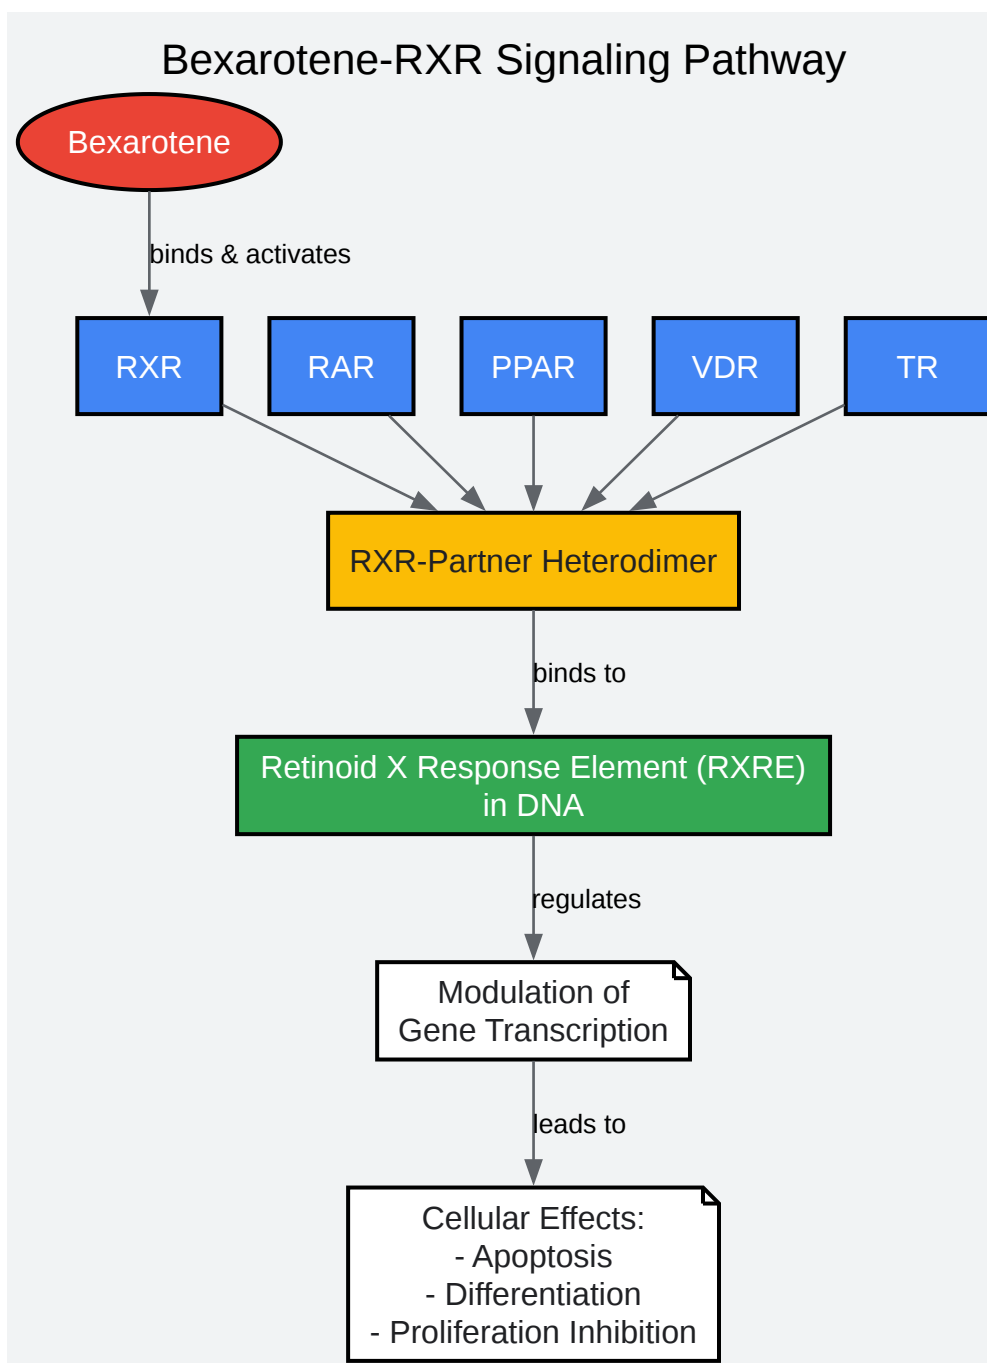 Bexarotene-RXR Signaling Pathway
Bexarotene
binds & activates
RXR
RAR
PPAR
VDR
TR
RXR-Partner Heterodimer
binds to
Retinoid X Response Element (RXRE)
in DNA
regulates
Modulation of
Gene Transcription
leads to
Cellular Effects:
- Apoptosis
- Differentiation
- Proliferation Inhibition